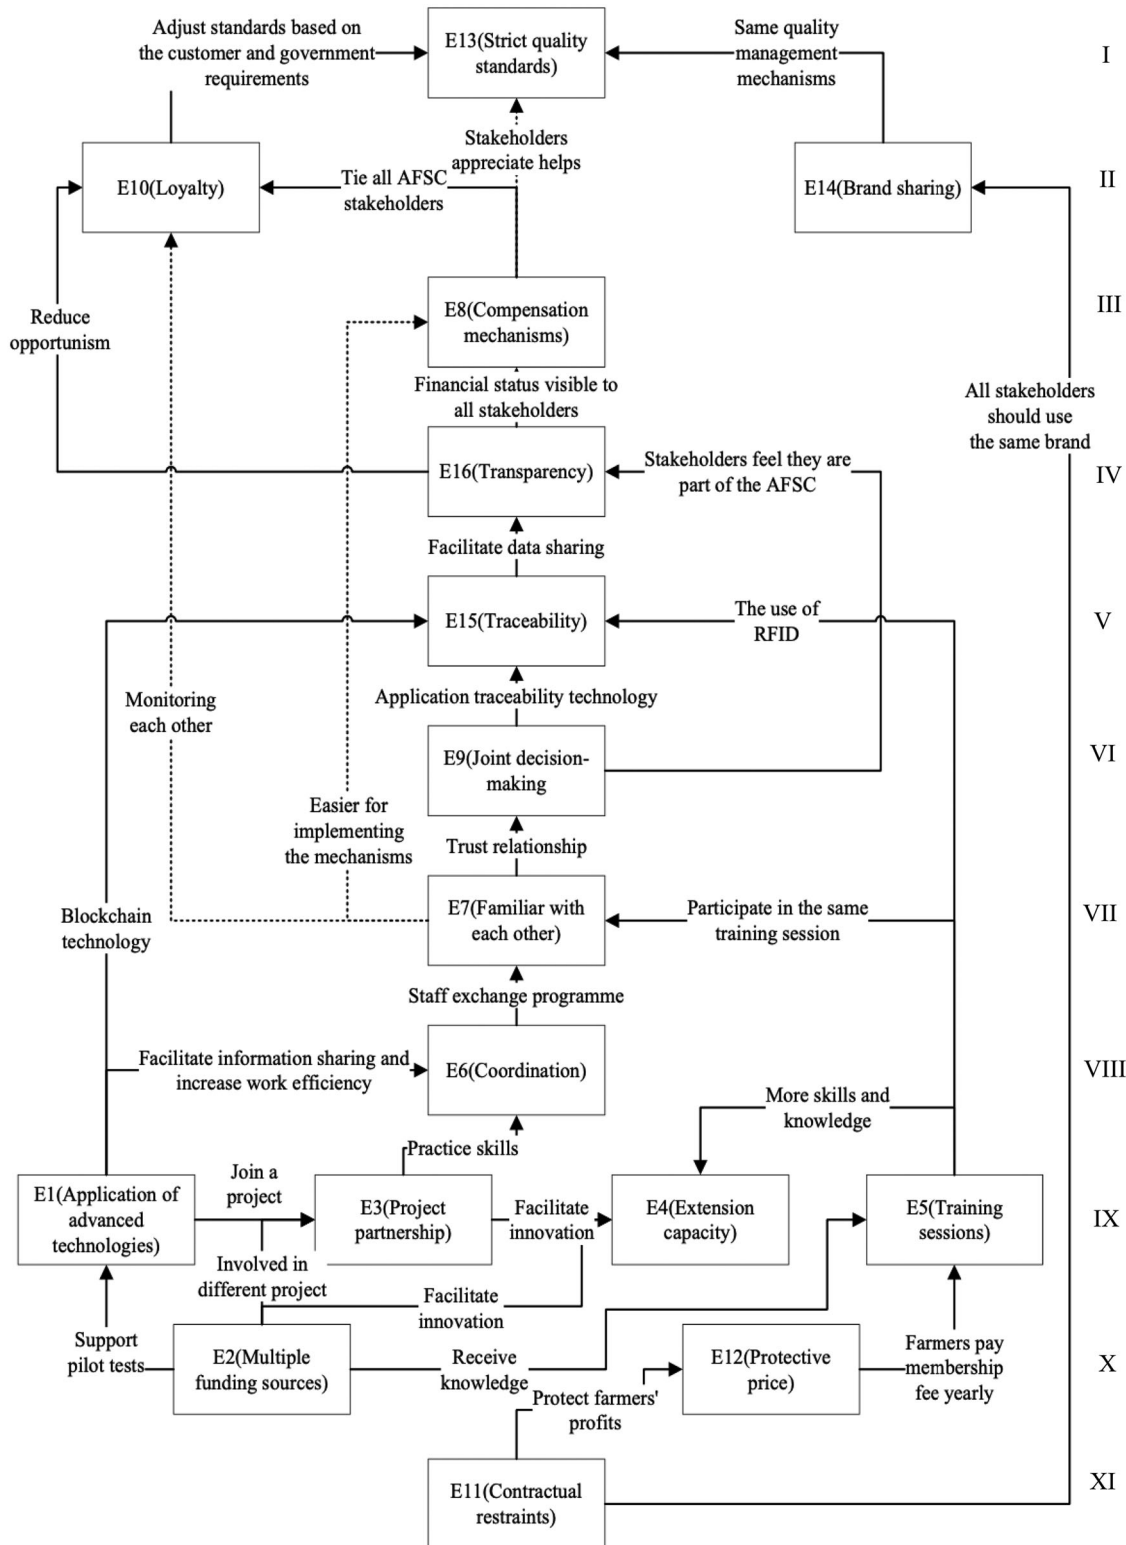 Adjust standards based on
the customer and government
requirements
E13(Strict quality
standards)
Same quality
management
mechanisms
I
Stakeholders
appreciate helps
E10(Loyalty)
Tie all AFSC
stakeholders
E14(Brand sharing)
II
Reduce
opportunism
E8(Compensation
mechanisms)
III
Financial status visible to
all stakeholders
All stakeholders
should use
the same brand
E16(Transparency)
Stakeholders feel they are
part of the AFSC
IV
Facilitate data sharing
E15(Traceability)
The use of
RFID
V
Monitoring
each other
Application traceability technology
E9(Joint decision-
making
VI
Easier for
implementing
the mechanisms
Trust relationship
Blockchain
technology
E7(Familiar with
each other)
Participate in the same
training session
VII
Staff exchange programme
Facilitate information sharing and
increase work efficiency
E6(Coordination)
VIII
More skills and
knowledge
Practice skills
E1(Application of
advanced
technologies)
Join a
project
E3(Project
partnership)
Facilitate
innovation
E4(Extension
capacity)
E5(Training
sessions)
IX
Involved in
different project
Facilitate
innovation
Support
pilot tests
E2(Multiple
funding sources)
Receive
knowledge
E12(Protective
price)
Farmers pay
membership
fee yearly
X
Protect farmers'
profits
E11(Contractual
restraints)
XI